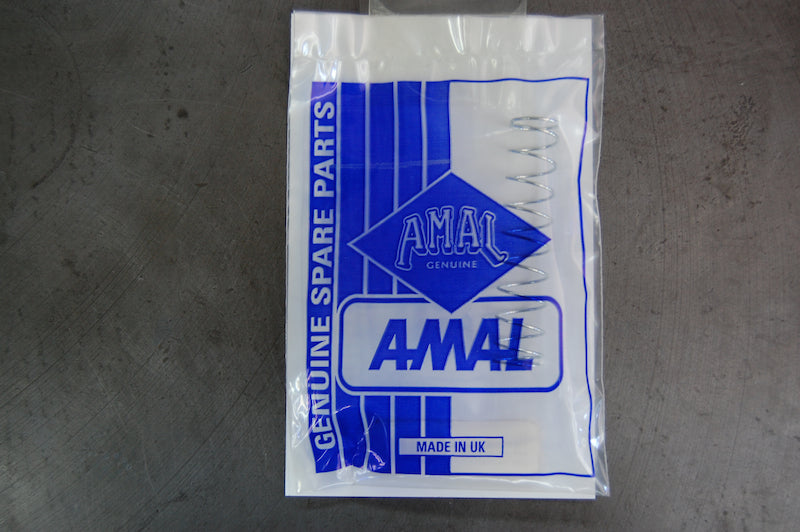 GENUINE SPARE PARTS
AMAL
GENUINE
AMAL
MADE IN UK